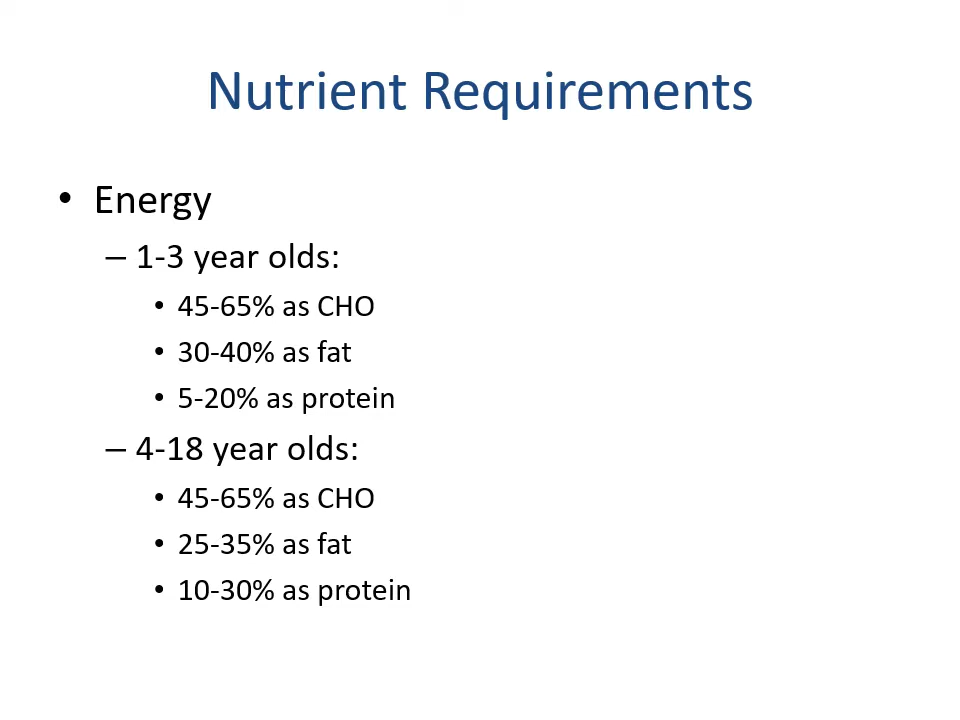 Nutrient Requirements
• Energy
– 1-3 year olds:
• 45-65% as CHO
• 30-40% as fat
• 5-20% as protein
– 4-18 year olds:
• 45-65% as CHO
• 25-35% as fat
• 10-30% as protein